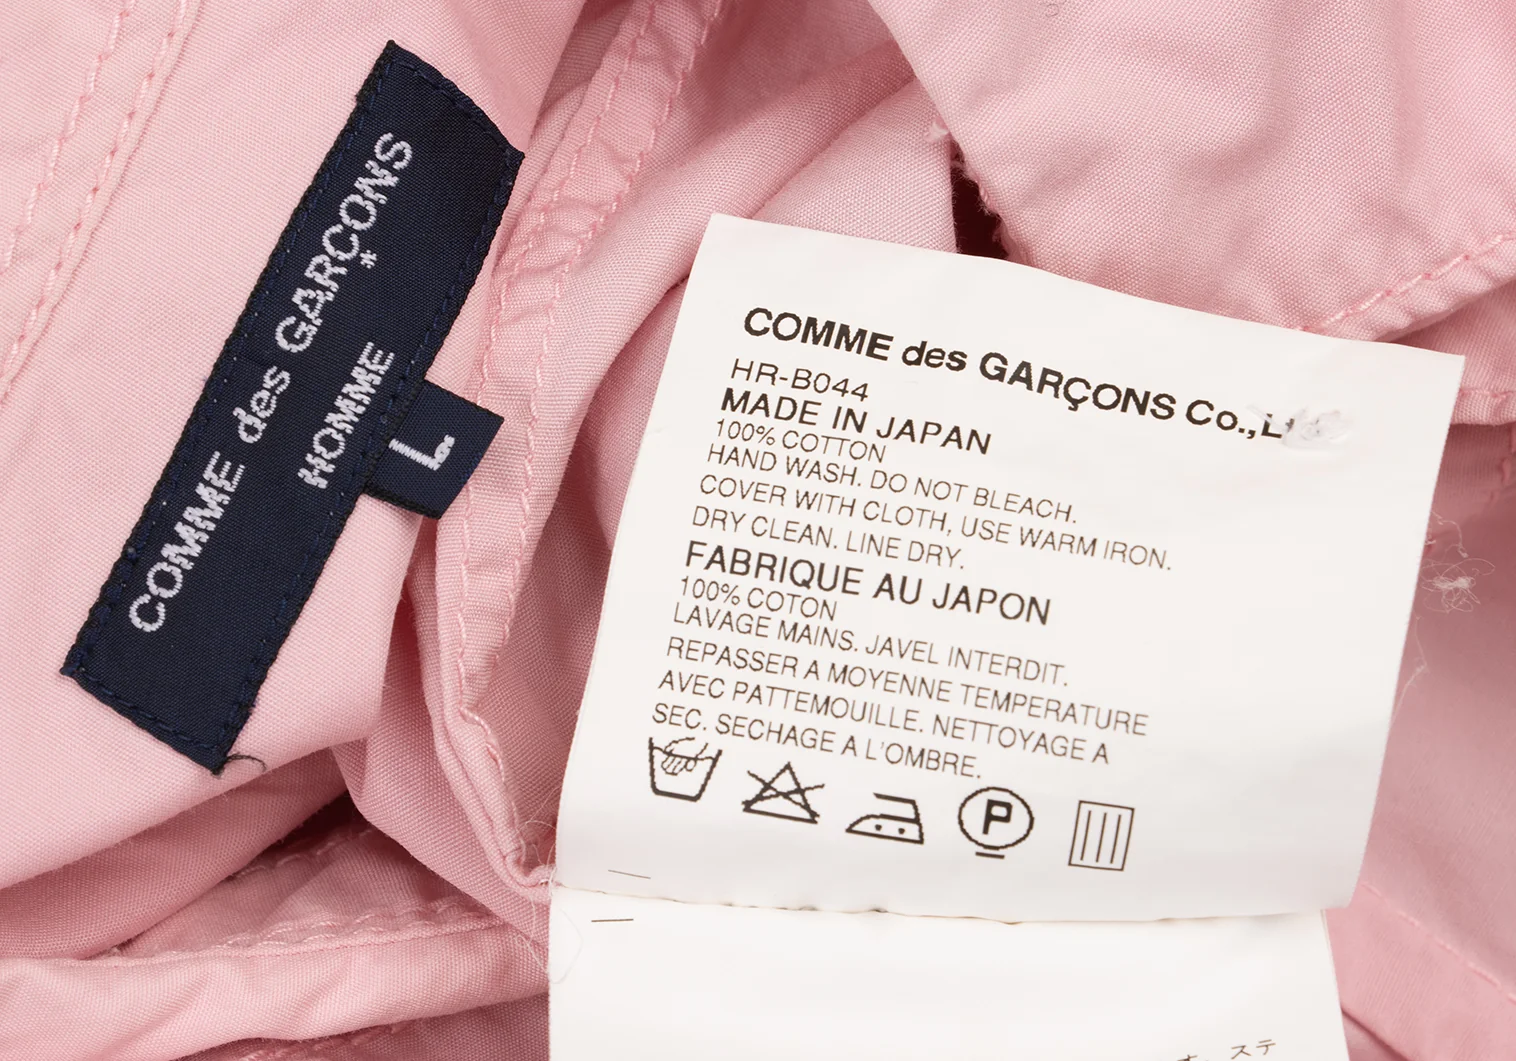 COMME des GARÇONS
HOMME
L
COMME des GARÇONS Co.,
HR-B044
MADE IN JAPAN
100% COTTON
HAND WASH. DO NOT BLEACH.
COVER WITH CLOTH, USE WARM IRON.
DRY CLEAN. LINE DRY.
FABRIQUE AU JAPON
100% COTON
LAVAGE MAINS. JAVEL INTERDIT.
REPASSER A MOYENNE TEMPERATURE
AVEC PATTEMOUILLE. NETTOYAGE A
SEC. SECHAGE A L'OMBRE.
P